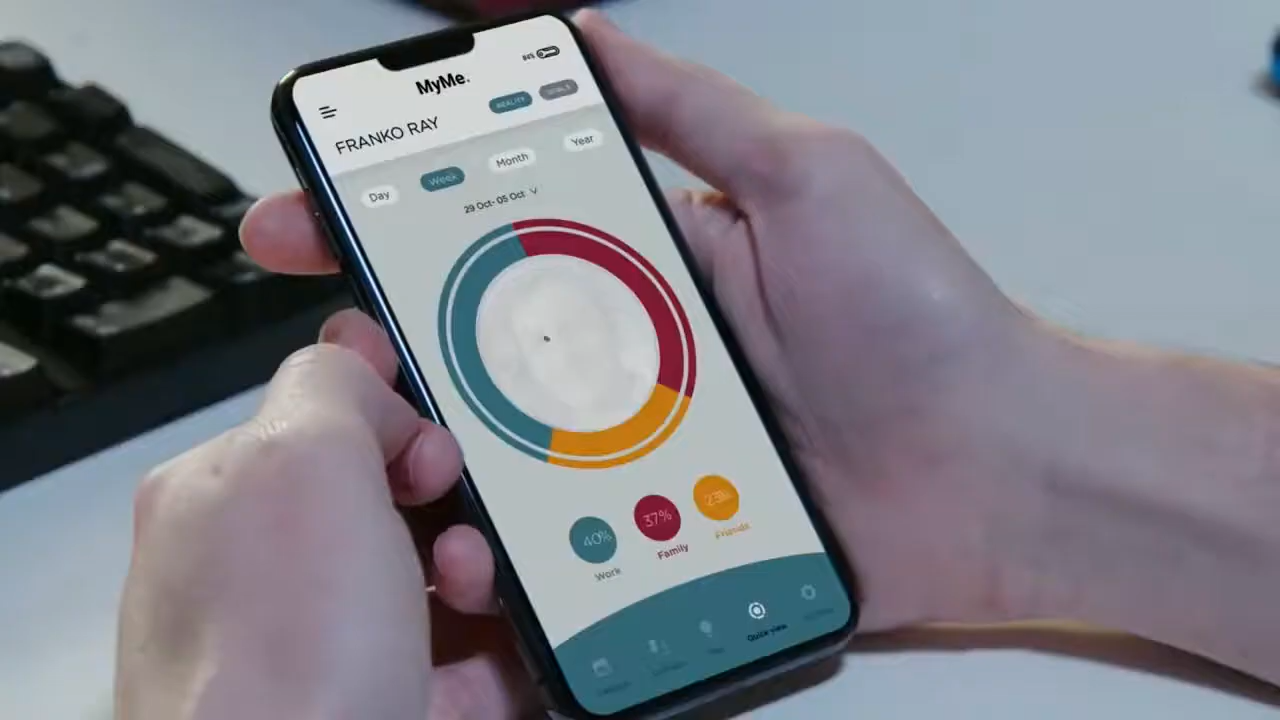 MyMe.
REALITY GOALS
FRANKO RAY
Day Week Month Year
29 Oct- 05 Oct
40% 37% 23%
Work Family Friends
Quick view